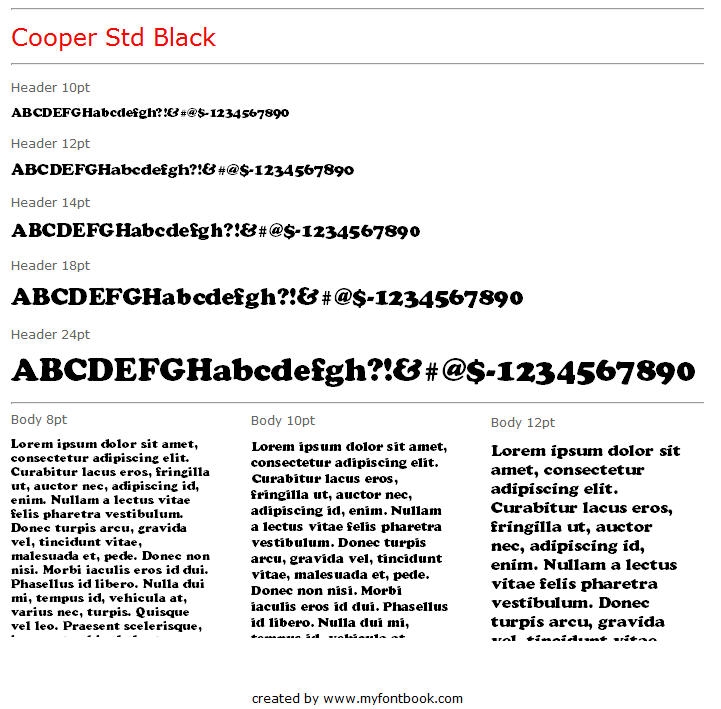 Cooper Std Black
Header 10pt
ABCDEFGHabcdefgh?!&#@$-1234567890
Header 12pt
ABCDEFGHabcdefgh?!&#@$-1234567890
Header 14pt
ABCDEFGHabcdefgh?!&#@$-1234567890
Header 18pt
ABCDEFGHabcdefgh?!&#@$-1234567890
Header 24pt
ABCDEFGHabcdefgh?!&#@$-1234567890
Body 8pt
Lorem ipsum dolor sit amet,
consectetur adipiscing elit.
Curabitur lacus eros, fringilla
ut, auctor nec, adipiscing id,
enim. Nullam a lectus vitae
felis pharetra vestibulum.
Donec turpis arcu, gravida
vel, tincidunt vitae,
malesuada et, pede. Donec non
nisi. Morbi iaculis eros id dui.
Phasellus id libero. Nulla dui
mi, tempus id, vehicula at,
varius nec, turpis. Quisque
vel leo. Praesent scelerisque,
Body 10pt
Lorem ipsum dolor sit amet,
consectetur adipiscing elit.
Curabitur lacus eros,
fringilla ut, auctor nec,
adipiscing id, enim. Nullam
a lectus vitae felis pharetra
vestibulum. Donec turpis
arcu, gravida vel, tincidunt
vitae, malesuada et, pede.
Donec non nisi. Morbi
iaculis eros id dui. Phasellus
id libero. Nulla dui mi,
tempus id, vehicula at
Body 12pt
Lorem ipsum dolor sit
amet, consectetur
adipiscing elit.
Curabitur lacus eros,
fringilla ut, auctor
nec, adipiscing id,
enim. Nullam a lectus
vitae felis pharetra
vestibulum. Donec
turpis arcu, gravida
vel, tincidunt vitae
created by www.myfontbook.com